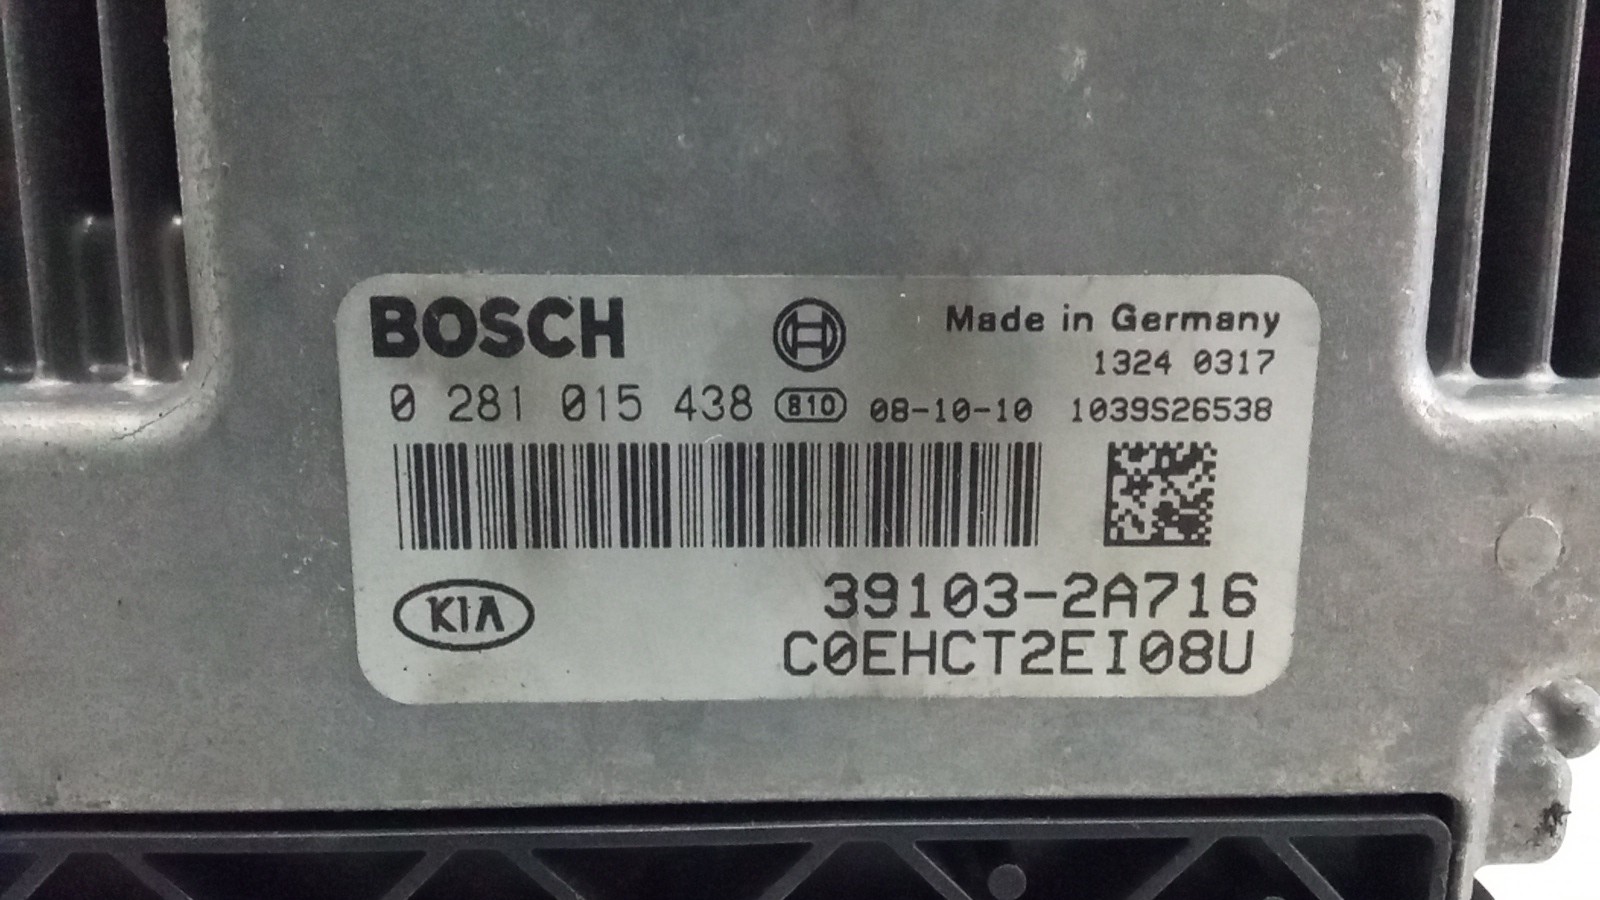 BOSCH
Made in Germany
1324 0317
0 281 015 438 810 08-10-10 1039S26538
KIA
39103-2A716
C0EHCT2EI08U